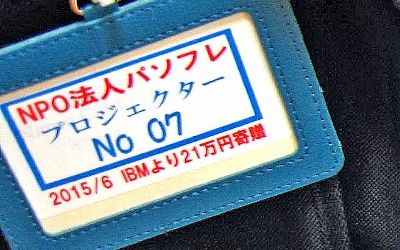 NPO法人パソフレ
プロジェクター
No 07
2015/6 IBMより21万円寄贈